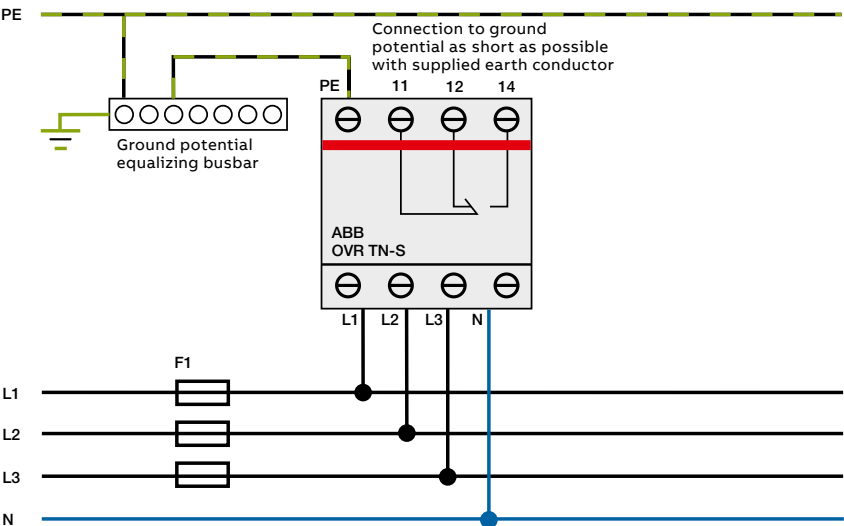 PE
Connection to ground
potential as short as possible
with supplied earth conductor
PE 11 12 14
Ground potential
equalizing busbar
ABB
OVR TN-S
L1 L2 L3 N
F1
L1
L2
L3
N